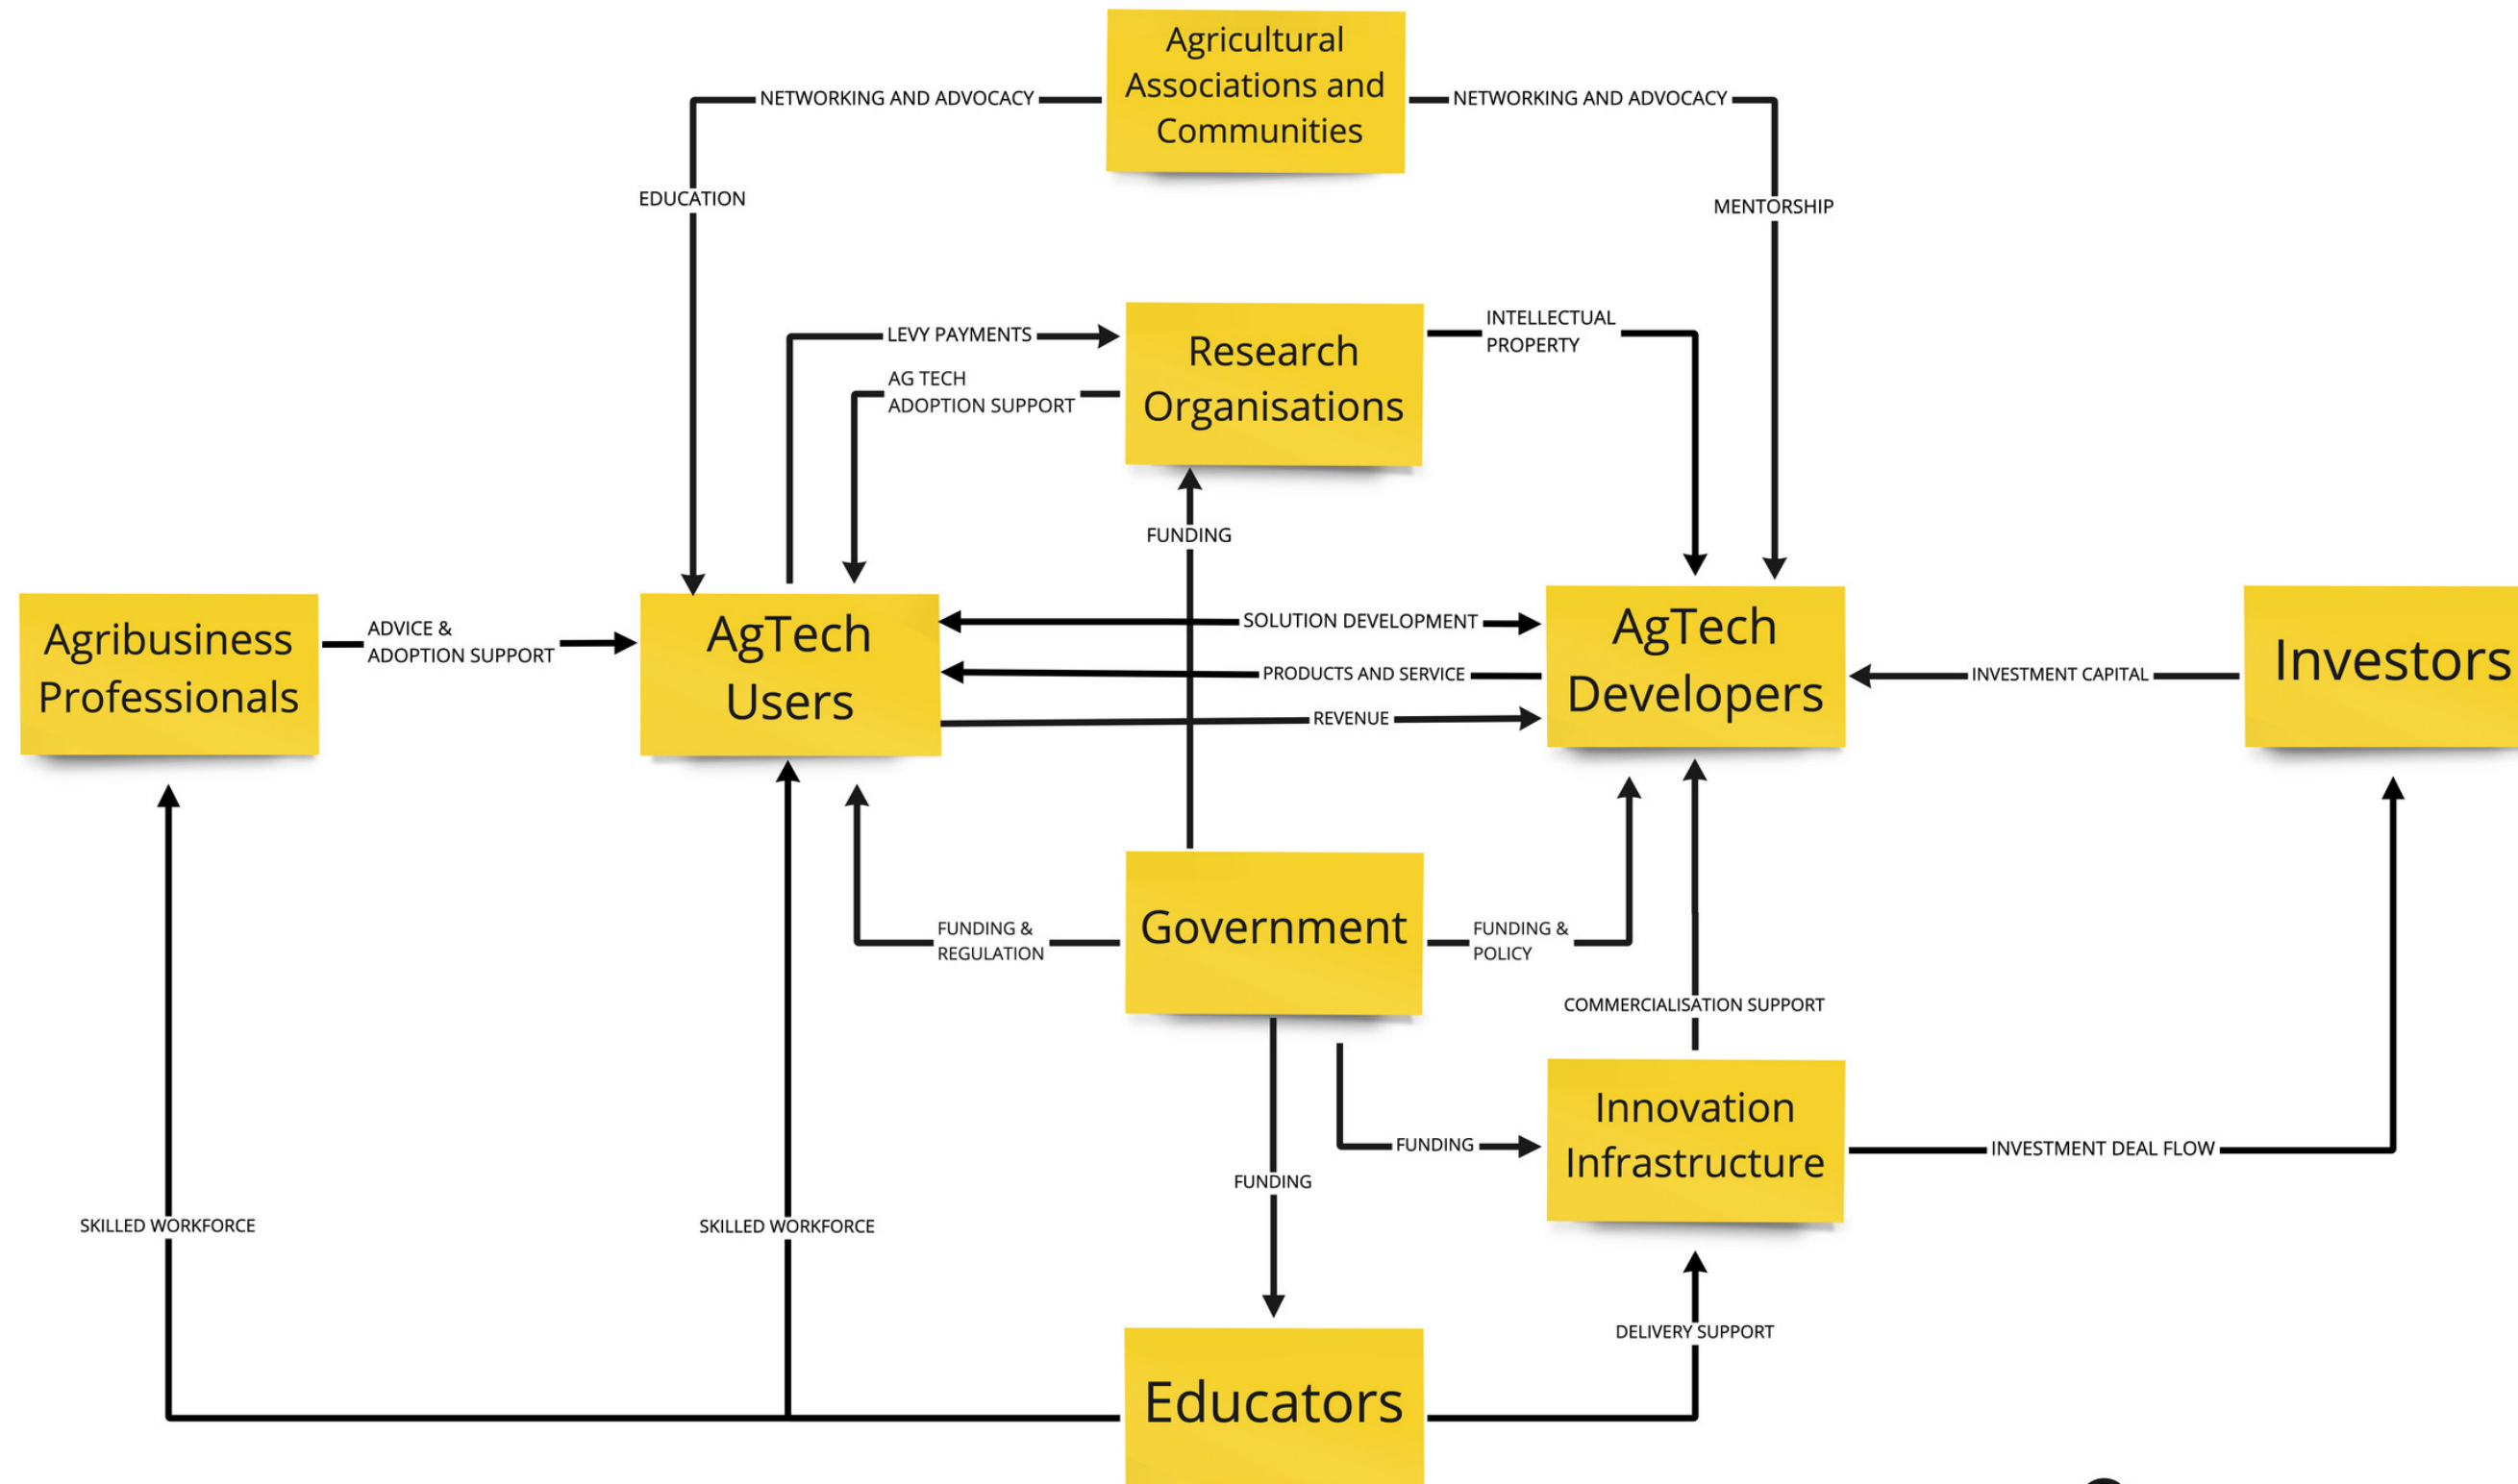 Agricultural
Associations and
Communities
NETWORKING AND ADVOCACY
NETWORKING AND ADVOCACY
EDUCATION
MENTORSHIP
LEVY PAYMENTS
AG TECH
ADOPTION SUPPORT
Research
Organisations
INTELLECTUAL
PROPERTY
FUNDING
Agribusiness
Professionals
ADVICE &
ADOPTION SUPPORT
AgTech
Users
SOLUTION DEVELOPMENT
PRODUCTS AND SERVICE
REVENUE
AgTech
Developers
INVESTMENT CAPITAL
Investors
FUNDING &
REGULATION
Government
FUNDING &
POLICY
COMMERCIALISATION SUPPORT
Innovation
Infrastructure
FUNDING
INVESTMENT DEAL FLOW
FUNDING
SKILLED WORKFORCE
SKILLED WORKFORCE
DELIVERY SUPPORT
Educators